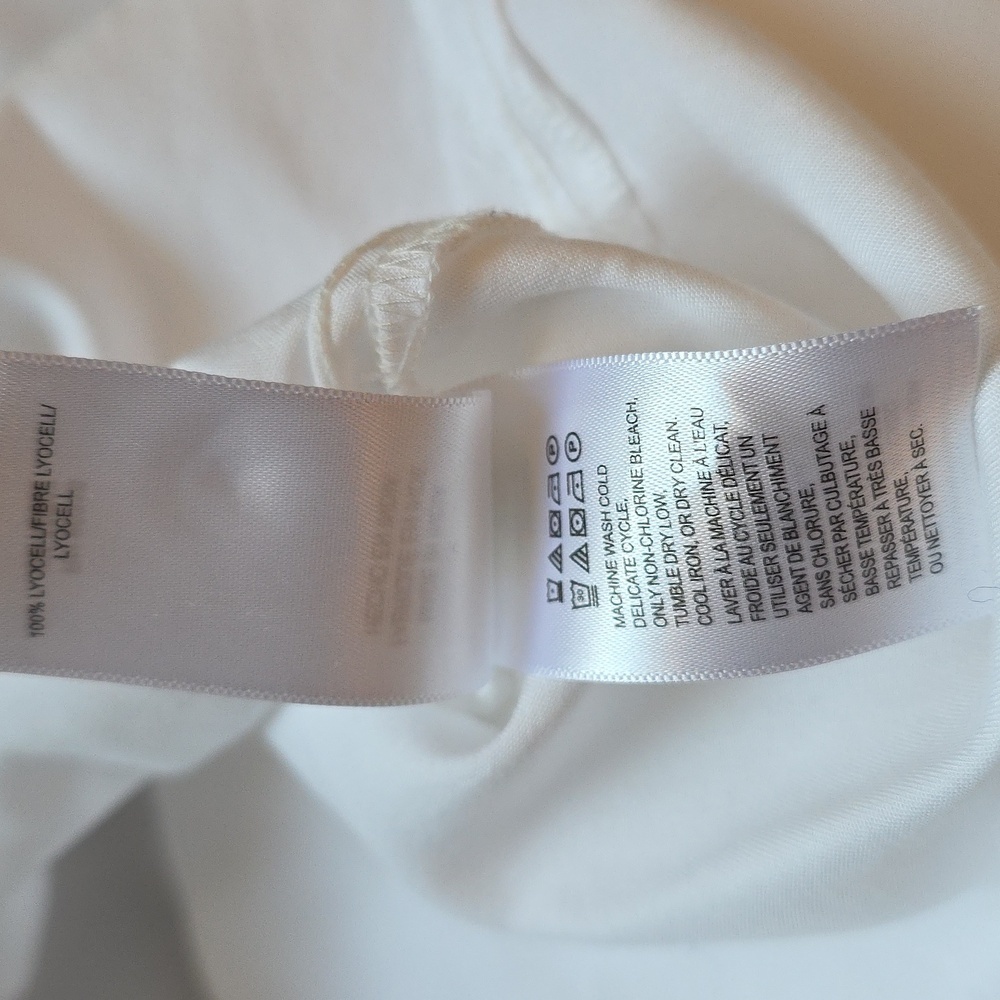 100% LYOCELL/FIBRE LYOCELL/
LYOCELL
MACHINE WASH COLD
DELICATE CYCLE,
ONLY NON-CHLORINE BLEACH,
TUMBLE DRY LOW,
COOL IRON, OR DRY CLEAN.
LAVER À LA MACHINE À L'EAU
FROIDE AU CYCLE DÉLICAT,
UTILISER SEULEMENT UN
AGENT DE BLANCHIMENT
SANS CHLORURE,
SÉCHER PAR CULBUTAGE À
BASSE TEMPÉRATURE,
REPASSER À TRÈS BASSE
TEMPÉRATURE,
OU NETTOYER À SEC.